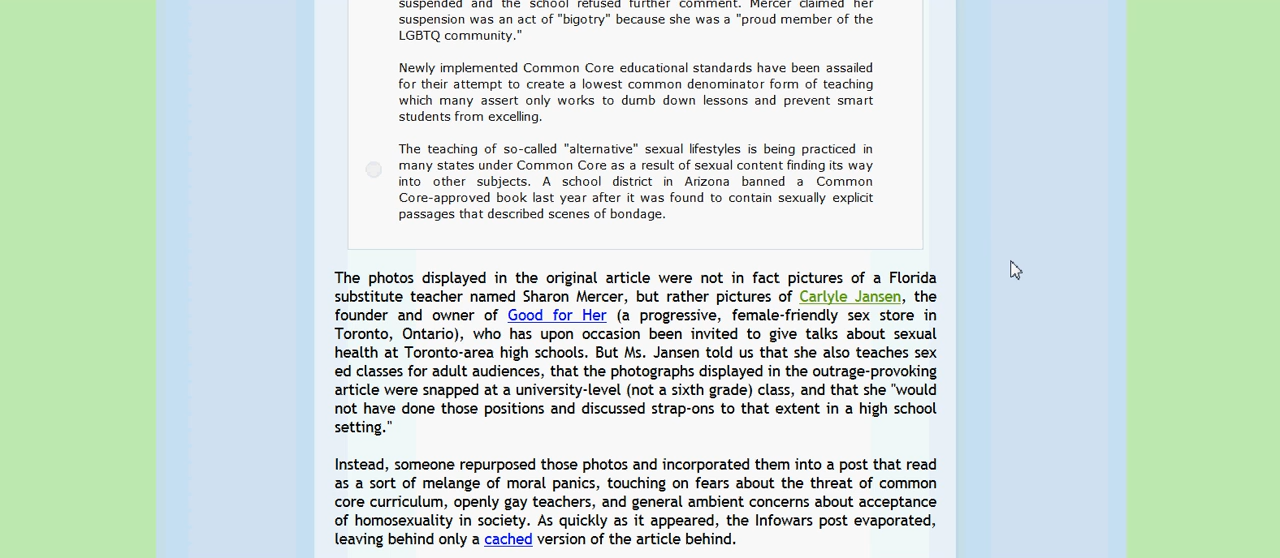 suspended and the school refused further comment. Mercer claimed her
suspension was an act of "bigotry" because she was a "proud member of the
LGBTQ community."
Newly implemented Common Core educational standards have been assailed
for their attempt to create a lowest common denominator form of teaching
which many assert only works to dumb down lessons and prevent smart
students from excelling.
The teaching of so-called "alternative" sexual lifestyles is being practiced in
many states under Common Core as a result of sexual content finding its way
into other subjects. A school district in Arizona banned a Common
Core-approved book last year after it was found to contain sexually explicit
passages that described scenes of bondage.
The photos displayed in the original article were not in fact pictures of a Florida
substitute teacher named Sharon Mercer, but rather pictures of Carlyle Jansen, the
founder and owner of Good for Her (a progressive, female-friendly sex store in
Toronto, Ontario), who has upon occasion been invited to give talks about sexual
health at Toronto-area high schools. But Ms. Jansen told us that she also teaches sex
ed classes for adult audiences, that the photographs displayed in the outrage-provoking
article were snapped at a university-level (not a sixth grade) class, and that she "would
not have done those positions and discussed strap-ons to that extent in a high school
setting."
Instead, someone repurposed those photos and incorporated them into a post that read
as a sort of melange of moral panics, touching on fears about the threat of common
core curriculum, openly gay teachers, and general ambient concerns about acceptance
of homosexuality in society. As quickly as it appeared, the Infowars post evaporated,
leaving behind only a cached version of the article behind.